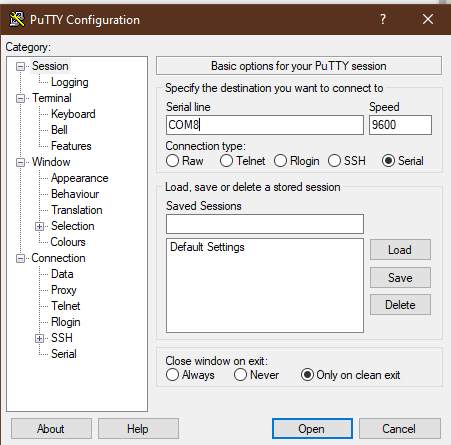 PuTTY Configuration
?
Category:
Session
Logging
Terminal
Keyboard
Bell
Features
Window
Appearance
Behaviour
Translation
Selection
Colours
Connection
Data
Proxy
Telnet
Rlogin
SSH
Serial
Basic options for your PuTTY session
Specify the destination you want to connect to
Serial line Speed
COM8 9600
Connection type:
Raw Telnet Rlogin SSH Serial
Load, save or delete a stored session
Saved Sessions
Default Settings
Load
Save
Delete
Close window on exit:
Always Never Only on clean exit
About Help Open Cancel